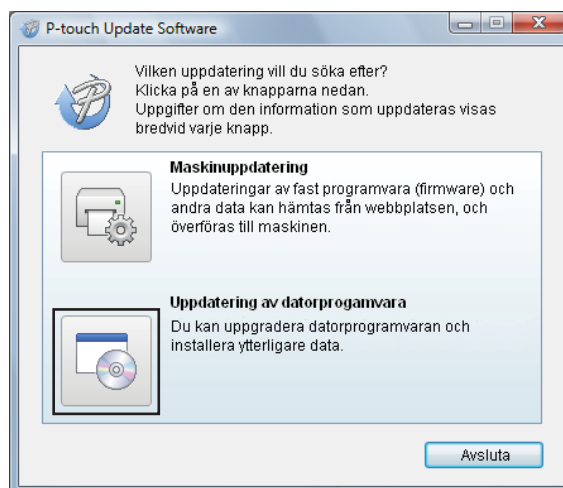 P-touch Update Software
Vilken uppdatering vill du söka efter?
Klicka på en av knapparna nedan.
Uppgifter om den information som uppdateras visas
bredvid varje knapp.
Maskinuppdatering
Uppdateringar av fast programvara (firmware) och
andra data kan hämtas från webbplatsen, och
överföras till maskinen.
Uppdatering av datorprogamvara
Du kan uppgradera datorprogramvaran och
installera ytterligare data.
Avsluta